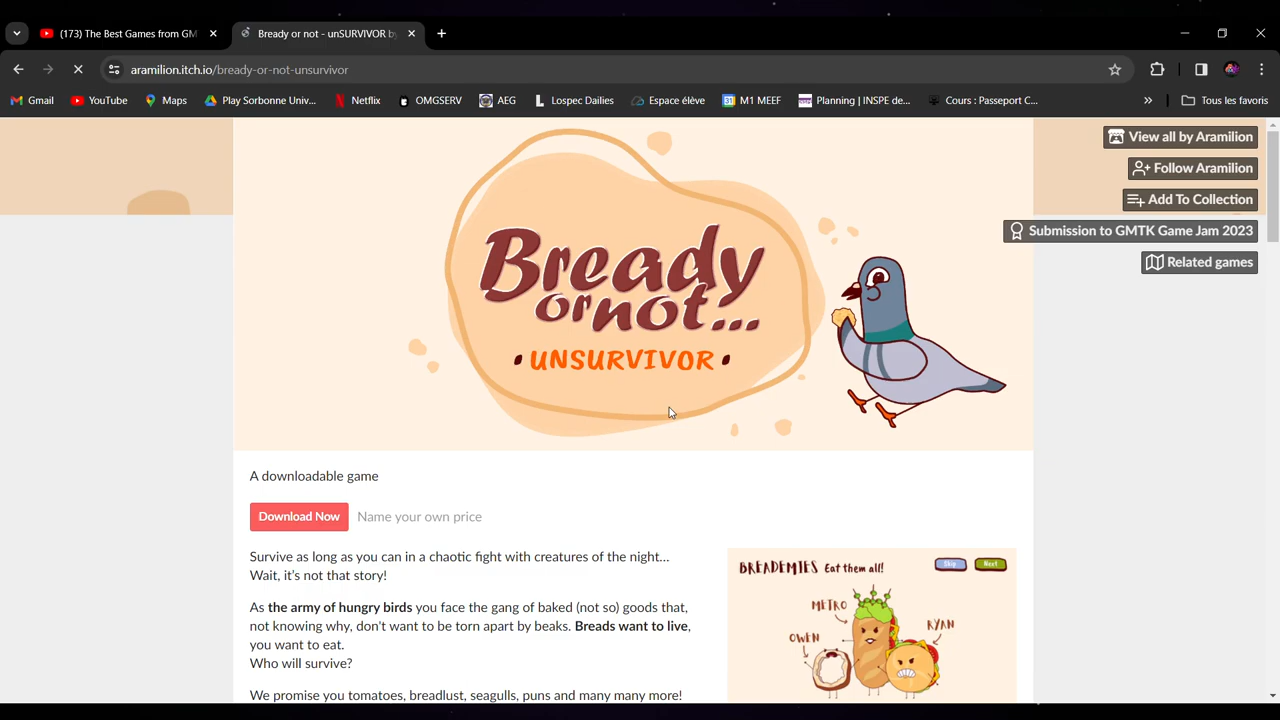 (173) The Best Games from GM
Bready or not - unSURVIVOR by
aramilion.itch.io/bready-or-not-unsurvivor
Gmail
YouTube
Maps
Play Sorbonne Univ...
Netflix
OMGSERV
AEG
Lospec Dailies
Espace élève
M1 MEEF
Planning | INSPE de...
Cours : Passeport C...
»
Tous les favoris
View all by Aramilion
Follow Aramilion
Add To Collection
Submission to GMTK Game Jam 2023
Related games
Bready
or not...
• UNSURVIVOR •
A downloadable game
Download Now Name your own price
Survive as long as you can in a chaotic fight with creatures of the night...
Wait, it's not that story!
As the army of hungry birds you face the gang of baked (not so) goods that,
not knowing why, don't want to be torn apart by beaks. Breads want to live,
you want to eat.
Who will survive?
We promise you tomatoes, breadlust, seagulls, puns and many many more!
BREADEMIES Eat them all!
Skip
Next
METRO
OWEN
RYAN